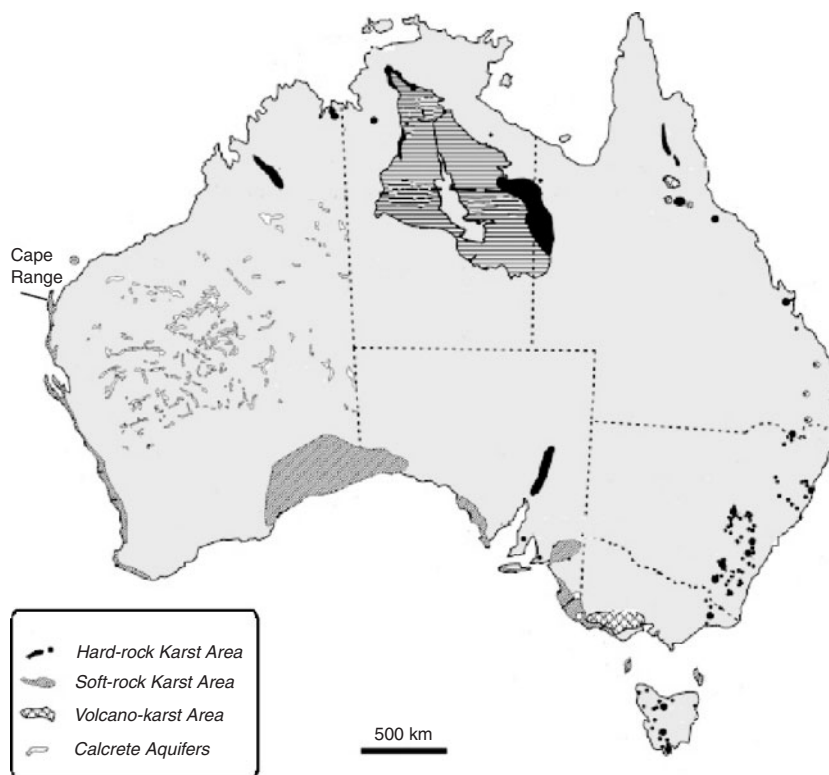 Cape
Range
Hard-rock Karst Area
Soft-rock Karst Area
Volcano-karst Area
Calcrete Aquifers
500 km